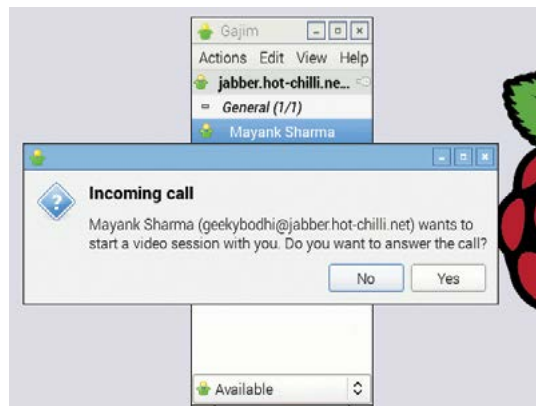 Gajim
Actions Edit View Help
jabber.hot-chilli.ne...
General (1/1)
Mayank Sharma
Incoming call
Mayank Sharma (geekybodhi@jabber.hot-chilli.net) wants to
start a video session with you. Do you want to answer the call?
No Yes
Available